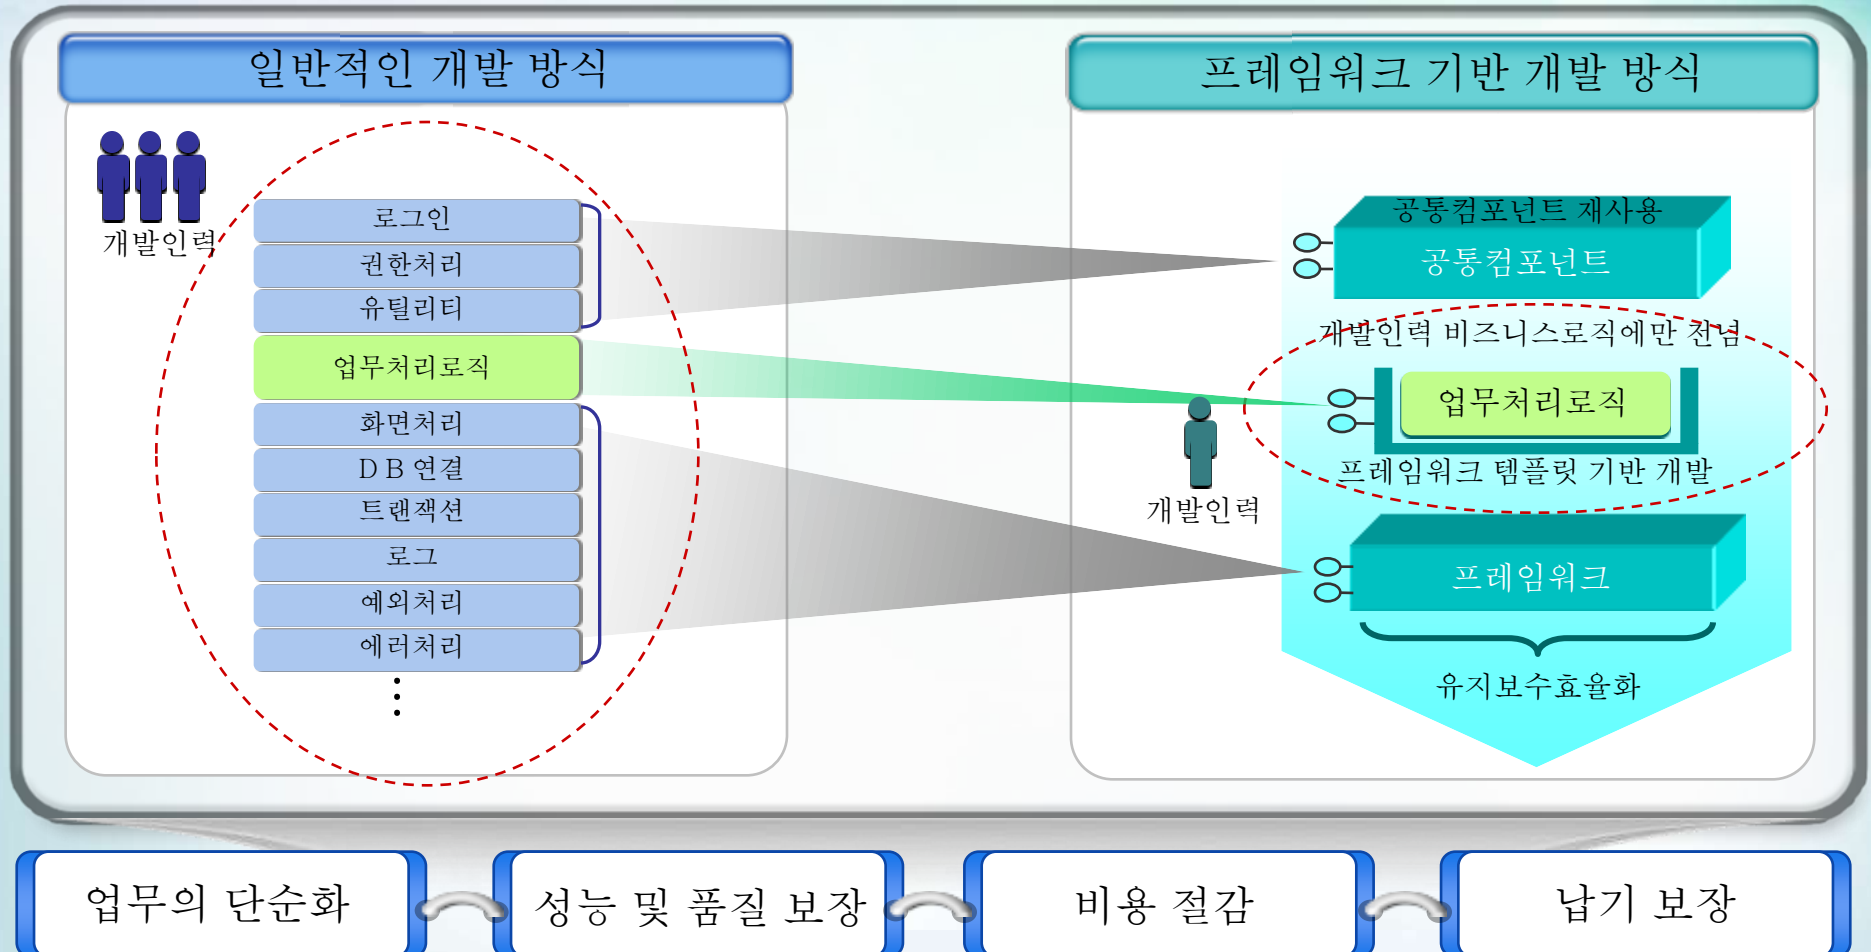 일반적인 개발 방식
개발인력
로그인
권한처리
유틸리티
업무처리로직
화면처리
DB연결
트랜잭션
로그
예외처리
에러처리
프레임워크 기반 개발 방식
공통컴포넌트 재사용
공통컴포넌트
개발인력 비즈니스로직에만 전념
업무처리로직
프레임워크 템플릿 기반 개발
개발인력
프레임워크
유지보수효율화
업무의 단순화
성능 및 품질 보장
비용 절감
납기 보장